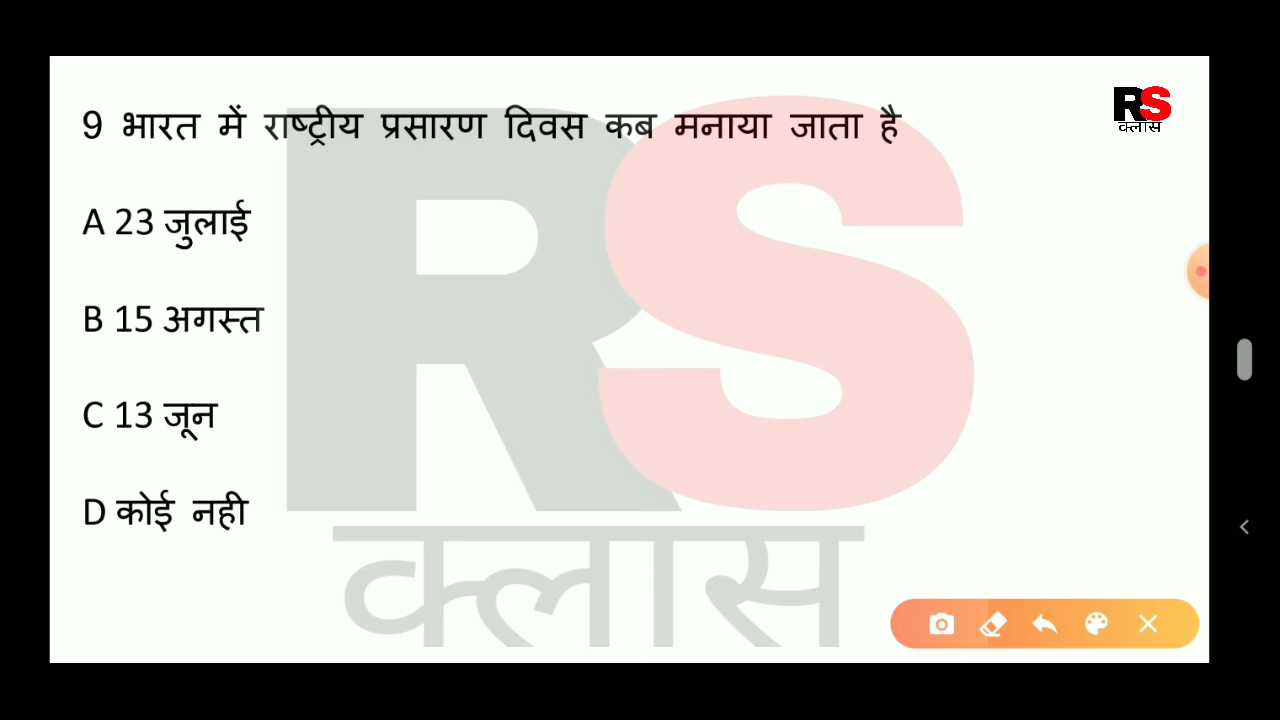 9 भारत में राष्ट्रीय प्रसारण दिवस कब मनाया जाता है
RS
क्लास
A 23 जुलाई
B 15 अगस्त
C 13 जून
D कोई नही
RS
क्लास